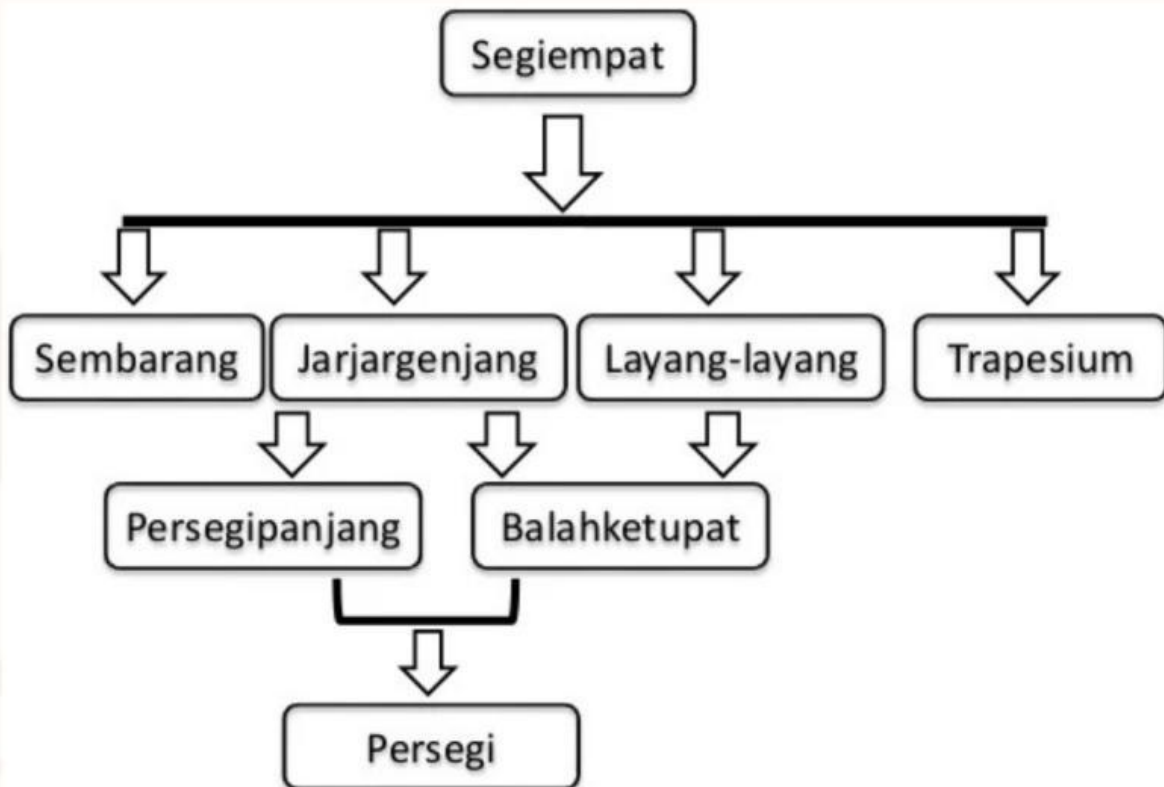 Segiempat
Sembarang
Jarjargenjang
Layang-layang
Trapesium
Persegipanjang
Balahketupat
Persegi